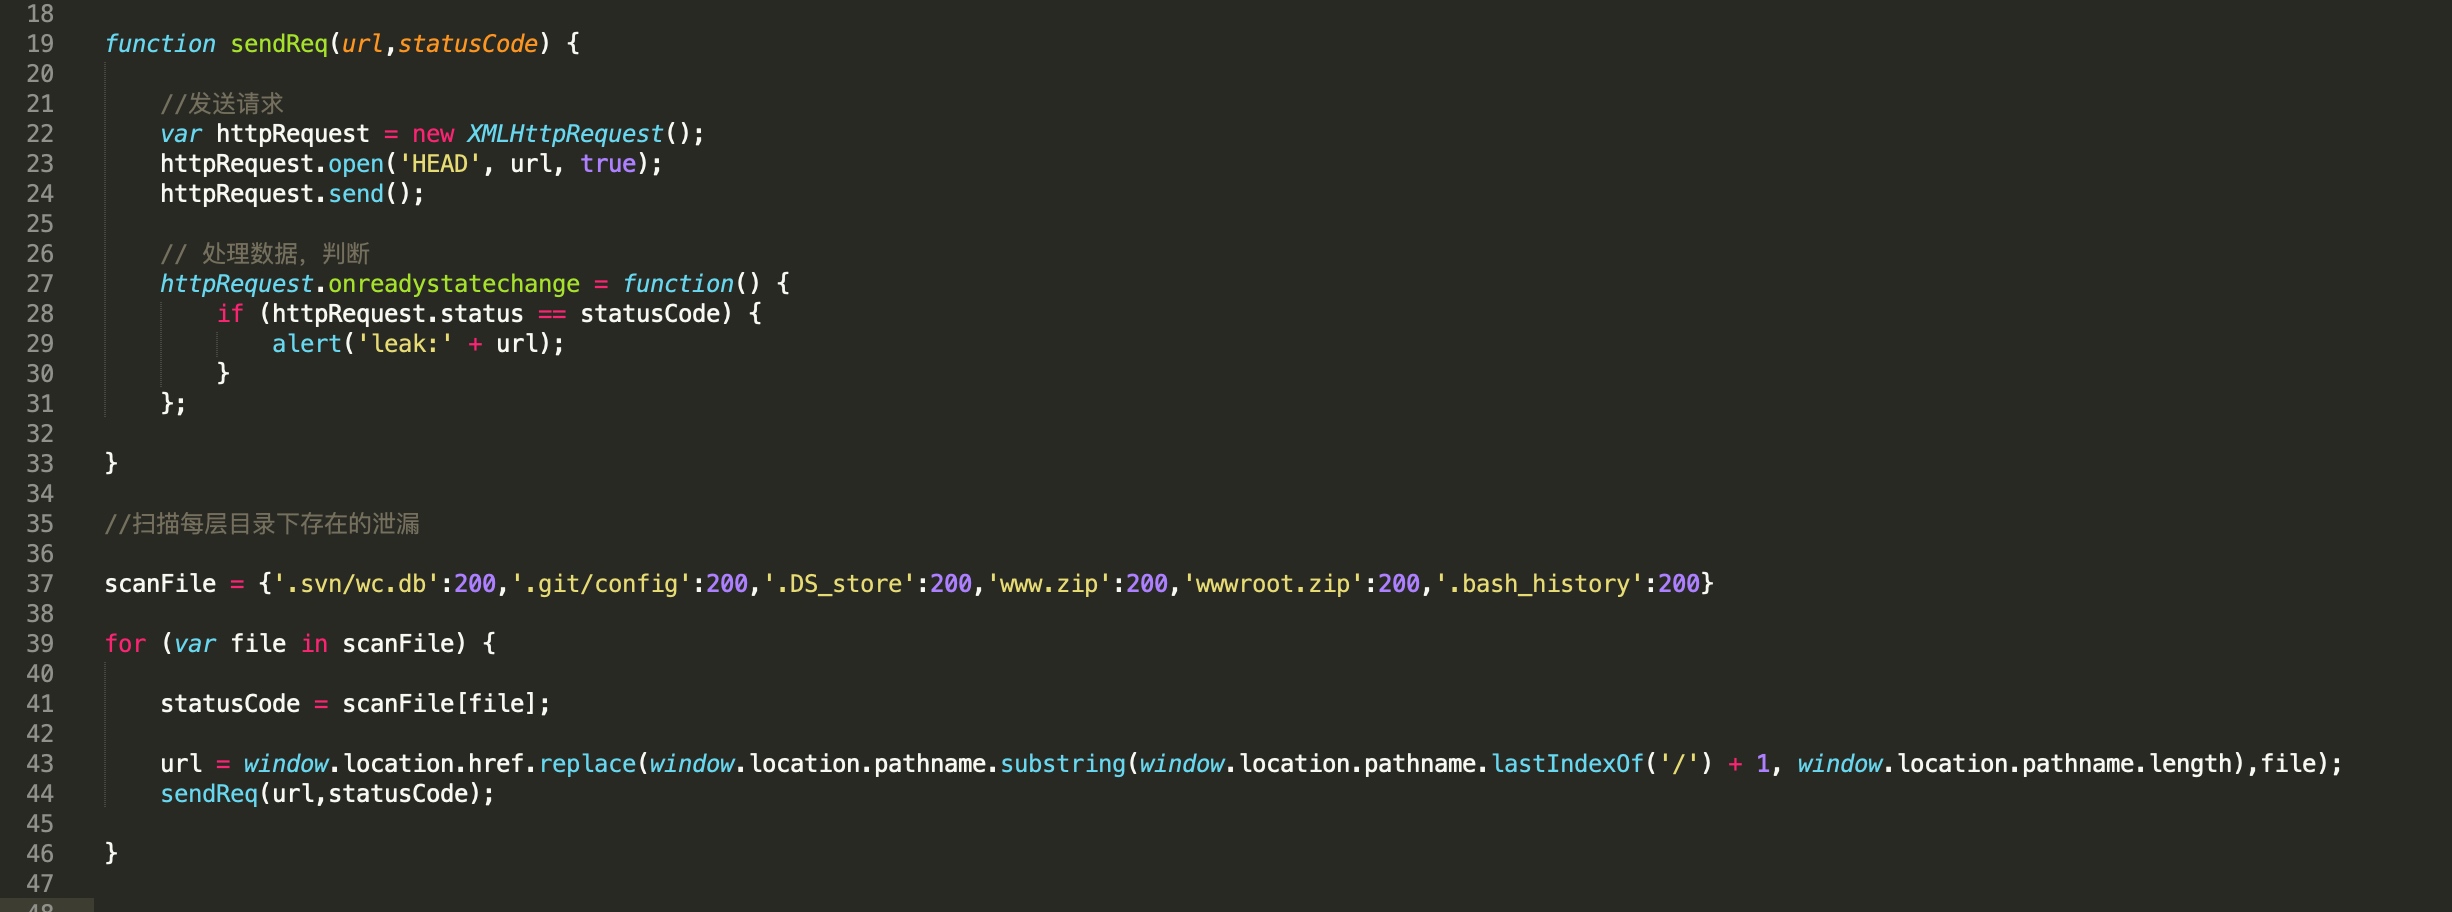 18
19 function sendReq(url,statusCode) {
20
21 //发送请求
22 var httpRequest = new XMLHttpRequest();
23 httpRequest.open('HEAD', url, true);
24 httpRequest.send();
25
26 // 处理数据，判断
27 httpRequest.onreadystatechange = function() {
28 if (httpRequest.status == statusCode) {
29 alert('leak:' + url);
30 }
31 };
32
33 }
34
35 //扫描每层目录下存在的泄漏
36
37 scanFile = {'.svn/wc.db':200,'.git/config':200,'.DS_store':200,'www.zip':200,'wwwroot.zip':200,'.bash_history':200}
38
39 for (var file in scanFile) {
40
41 statusCode = scanFile[file];
42
43 url = window.location.href.replace(window.location.pathname.substring(window.location.pathname.lastIndexOf('/') + 1, window.location.pathname.length),file);
44 sendReq(url,statusCode);
45
46 }
47
48